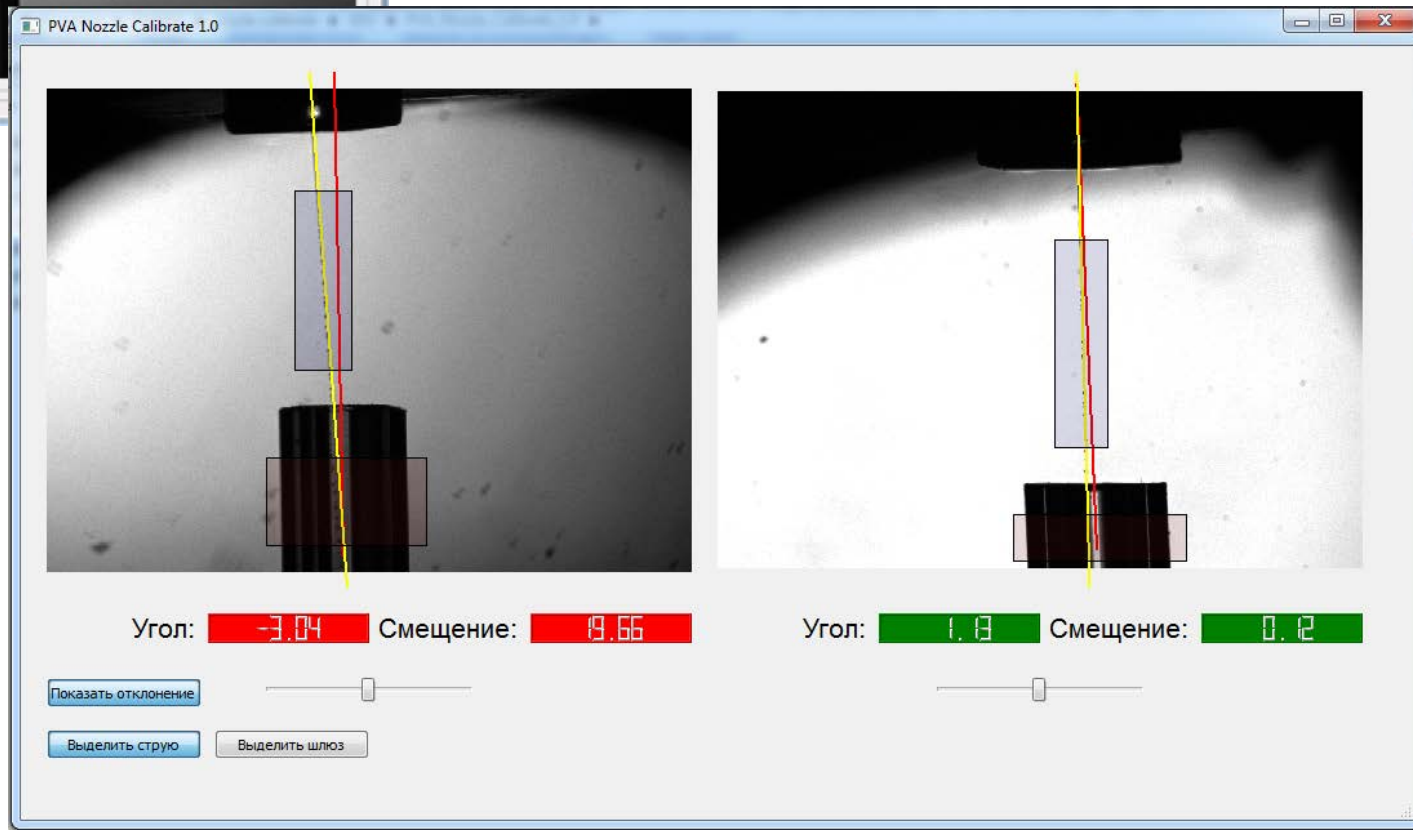 PVA Nozzle Calibrate 1.0
Угол: -3.04 Смещение: 19.66 Угол: 1.13 Смещение: 0.12
Показать отклонение
Выделить струю Выделить шлюз